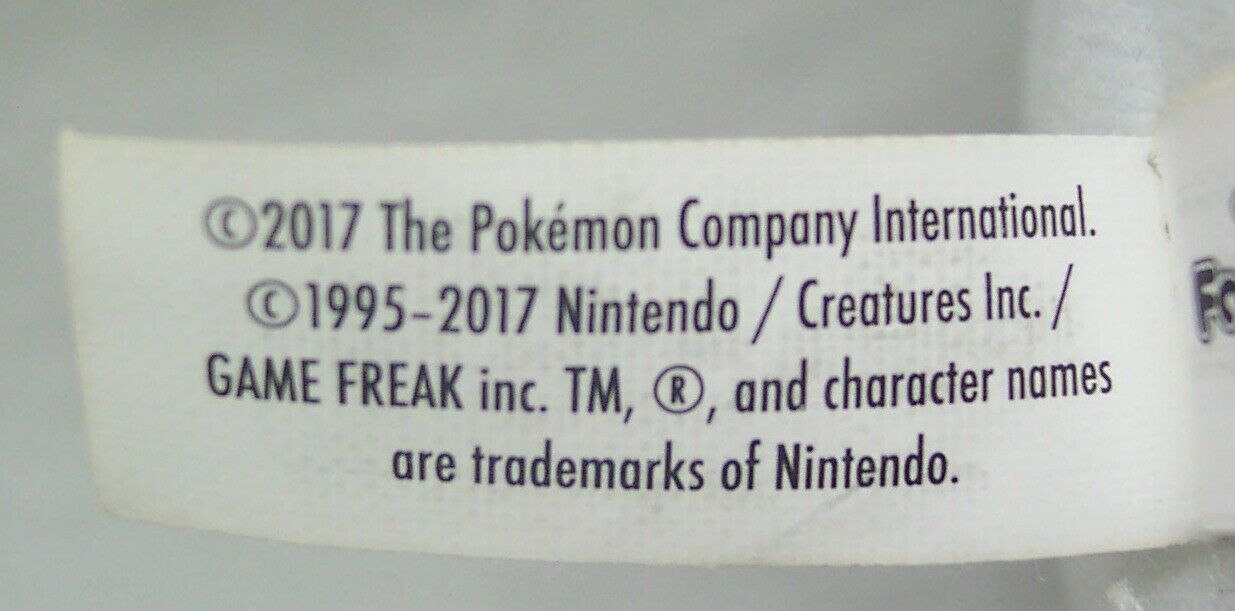 ©2017 The Pokémon Company International.
©1995–2017 Nintendo / Creatures Inc. /
GAME FREAK inc. TM, ®, and character names
are trademarks of Nintendo.